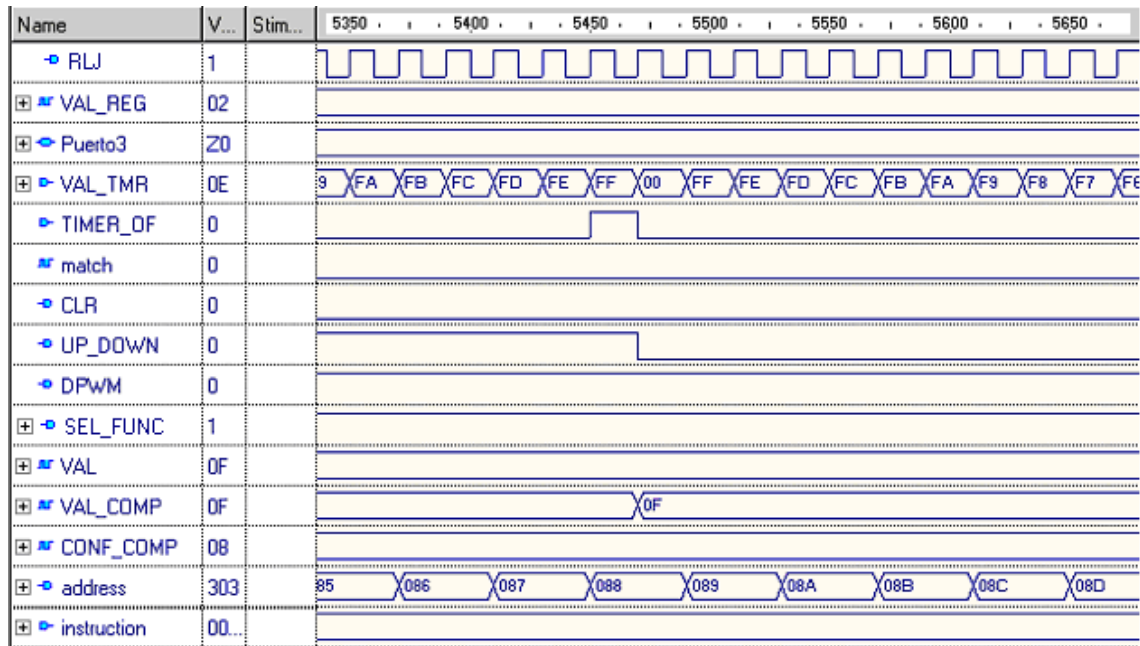 Name V... Stim... 5350 5400 5450 5500 5550 5600 5650
RLJ 1
VAL_REG 02
Puerto3 Z0
VAL_TMR 0E 9 FA FB FC FD FE FF 00 FF FE FD FC FB FA F9 F8 F7 F6
TIMER_OF 0
match 0
CLR 0
UP_DOWN 0
DPWM 0
SEL_FUNC 1
VAL 0F
VAL_COMP 0F 0F
CONF_COMP 08
address 303 85 086 087 088 089 08A 08B 08C 08D
instruction 00...